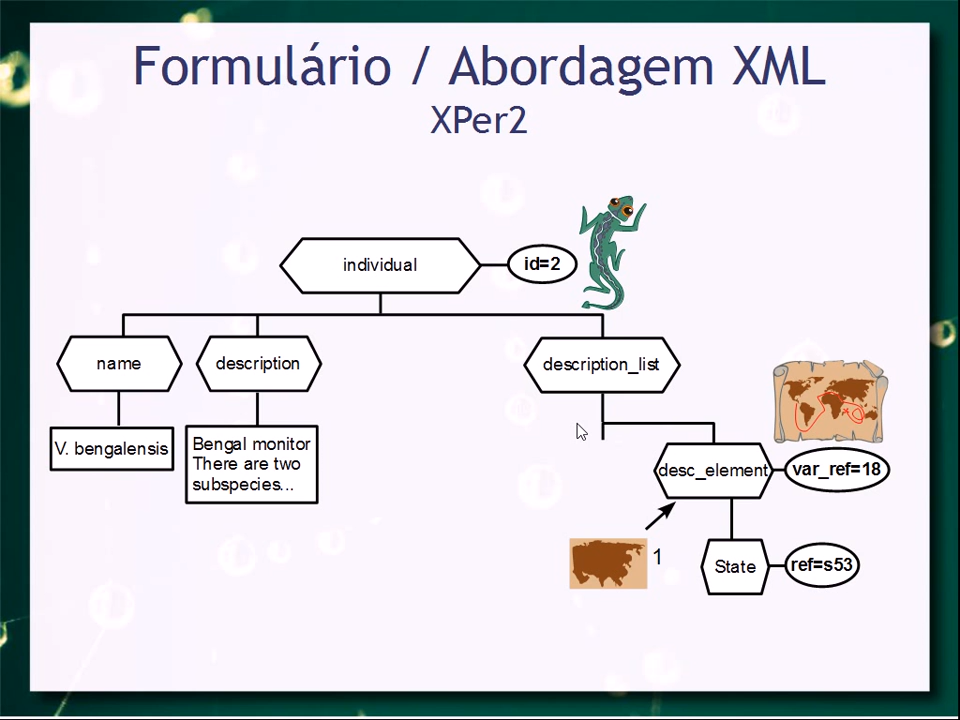 Formulário / Abordagem XML
XPer2
individual
id=2
name
description
description_list
V. bengalensis
Bengal monitor
There are two
subspecies...
desc_element
var_ref=18
1
State
ref=s53